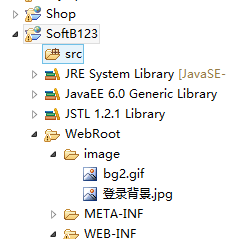 Shop
SoftB123
src
JRE System Library [JavaSE-
JavaEE 6.0 Generic Library
JSTL 1.2.1 Library
WebRoot
image
bg2.gif
登录背景.jpg
META-INF
WEB-INF